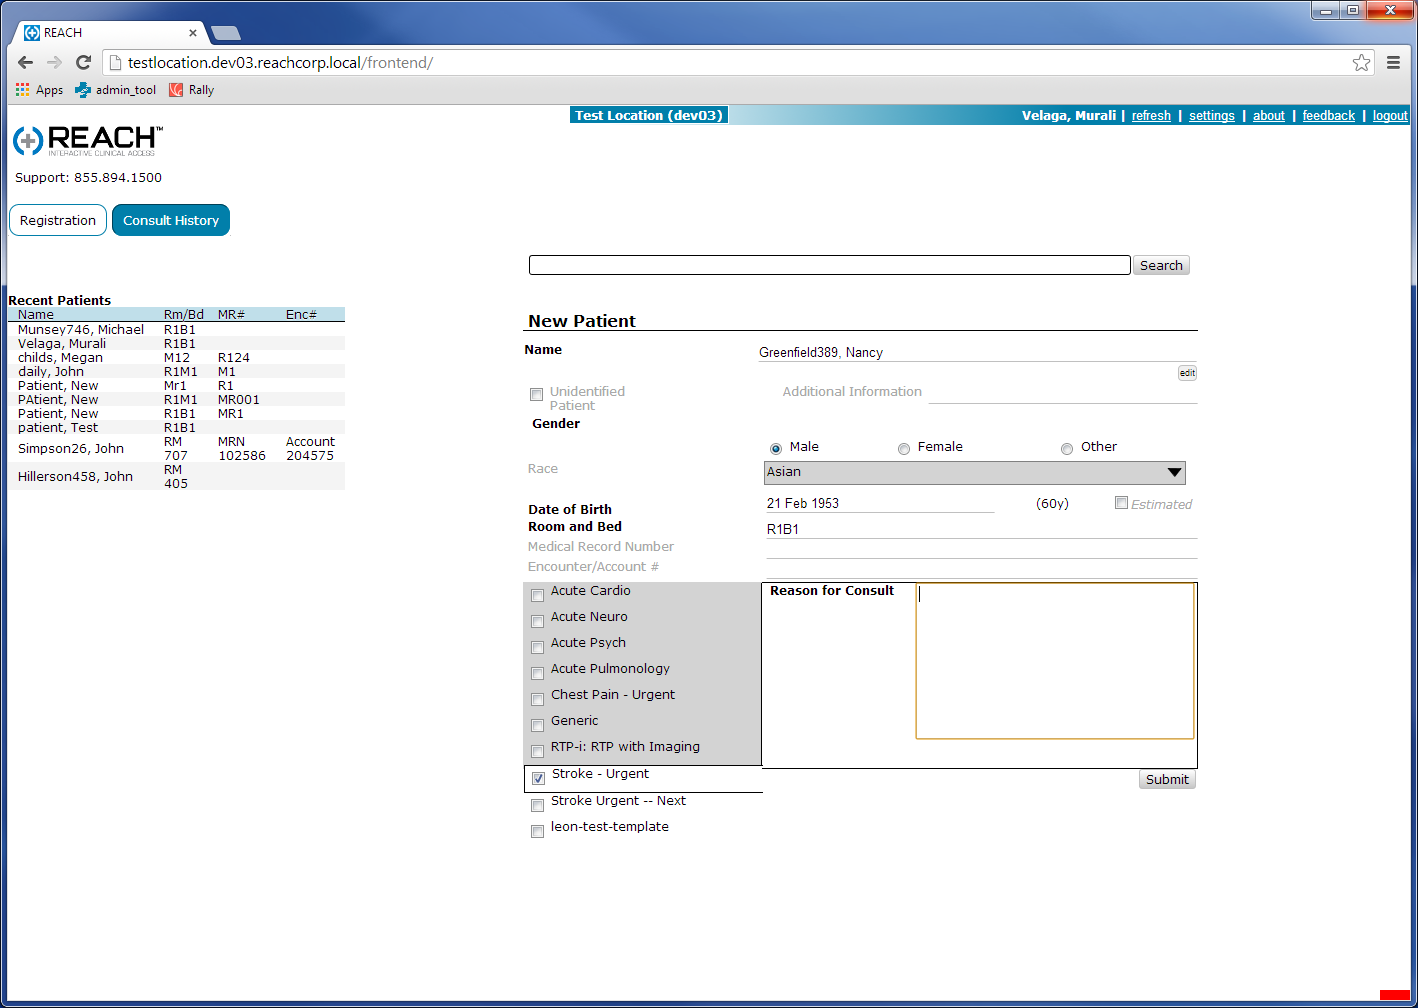 REACH
testlocation.dev03.reachcorp.local/frontend/
Apps admin_tool Rally
Test Location (dev03) Velaga, Murali | refresh | settings | about | feedback | logout
REACH™
INTERACTIVE CLINICAL ACCESS
Support: 855.894.1500
Registration Consult History
Search
Recent Patients
Name Rm/Bd MR# Enc#
Munsey746, Michael R1B1
Velaga, Murali R1B1
childs, Megan M12 R124
daily, John R1M1 M1
Patient, New Mr1 R1
PAtient, New R1M1 MR001
Patient, New R1B1 MR1
patient, Test R1B1
Simpson26, John RM 707 MRN 102586 Account 204575
Hillerson458, John RM 405
New Patient
Name Greenfield389, Nancy
edit
Unidentified Patient Additional Information
Gender
Male Female Other
Race Asian
Date of Birth 21 Feb 1953 (60y) Estimated
Room and Bed R1B1
Medical Record Number
Encounter/Account #
Acute Cardio
Acute Neuro
Acute Psych
Acute Pulmonology
Chest Pain - Urgent
Generic
RTP-i: RTP with Imaging
Stroke - Urgent
Stroke Urgent -- Next
leon-test-template
Reason for Consult
Submit